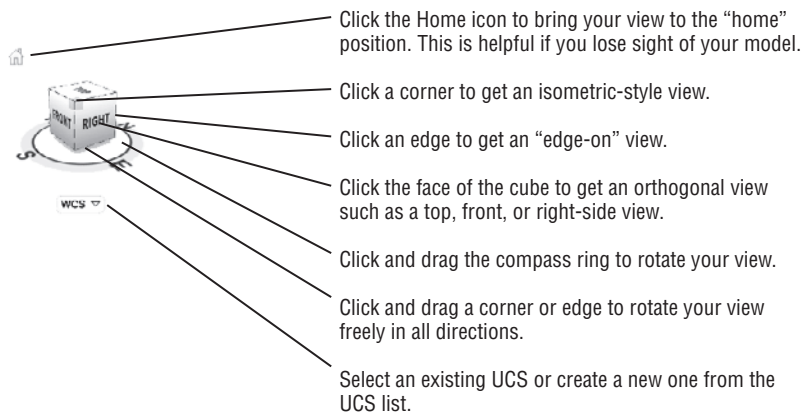 Click the Home icon to bring your view to the “home”
position. This is helpful if you lose sight of your model.
Click a corner to get an isometric-style view.
Click an edge to get an “edge-on” view.
Click the face of the cube to get an orthogonal view
such as a top, front, or right-side view.
Click and drag the compass ring to rotate your view.
Click and drag a corner or edge to rotate your view
freely in all directions.
Select an existing UCS or create a new one from the
UCS list.
TOP
FRONT
RIGHT
S
E
WCS